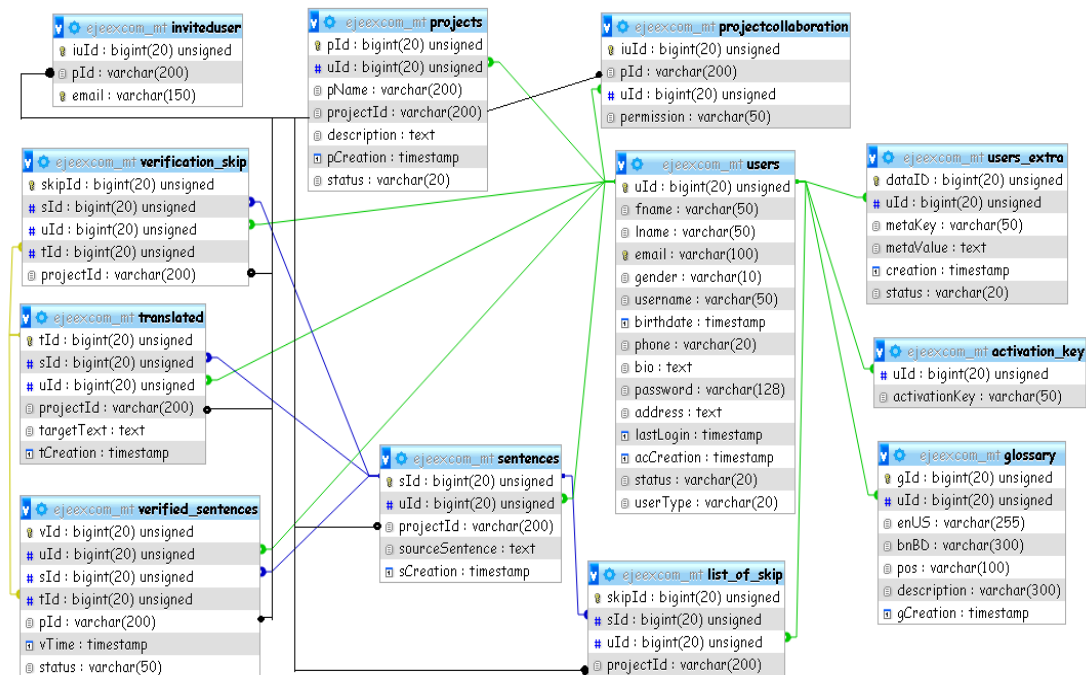 ejeexcom_mt inviteduser
iuId : bigint(20) unsigned
pId : varchar(200)
email : varchar(150)
ejeexcom_mt projects
pId : bigint(20) unsigned
# uId : bigint(20) unsigned
pName : varchar(200)
projectId : varchar(200)
description : text
pCreation : timestamp
status : varchar(20)
ejeexcom_mt projectcollaboration
iuId : bigint(20) unsigned
pId : varchar(200)
# uId : bigint(20) unsigned
permission : varchar(50)
ejeexcom_mt verification_skip
skipId : bigint(20) unsigned
# sId : bigint(20) unsigned
# uId : bigint(20) unsigned
# tId : bigint(20) unsigned
projectId : varchar(200)
ejeexcom_mt users
uId : bigint(20) unsigned
fname : varchar(50)
lname : varchar(50)
email : varchar(100)
gender : varchar(10)
username : varchar(50)
birthdate : timestamp
phone : varchar(20)
bio : text
password : varchar(128)
address : text
lastLogin : timestamp
acCreation : timestamp
status : varchar(20)
userType : varchar(20)
ejeexcom_mt users_extra
dataID : bigint(20) unsigned
# uId : bigint(20) unsigned
metaKey : varchar(50)
metaValue : text
creation : timestamp
status : varchar(20)
ejeexcom_mt translated
tId : bigint(20) unsigned
# sId : bigint(20) unsigned
# uId : bigint(20) unsigned
projectId : varchar(200)
targetText : text
tCreation : timestamp
ejeexcom_mt activation_key
# uId : bigint(20) unsigned
activationKey : varchar(50)
ejeexcom_mt sentences
sId : bigint(20) unsigned
# uId : bigint(20) unsigned
projectId : varchar(200)
sourceSentence : text
sCreation : timestamp
ejeexcom_mt glossary
gId : bigint(20) unsigned
# uId : bigint(20) unsigned
enUS : varchar(255)
bnBD : varchar(300)
pos : varchar(100)
description : varchar(300)
gCreation : timestamp
ejeexcom_mt verified_sentences
vId : bigint(20) unsigned
# uId : bigint(20) unsigned
# sId : bigint(20) unsigned
# tId : bigint(20) unsigned
pId : varchar(200)
vTime : timestamp
status : varchar(50)
ejeexcom_mt list_of_skip
skipId : bigint(20) unsigned
# sId : bigint(20) unsigned
# uId : bigint(20) unsigned
projectId : varchar(200)